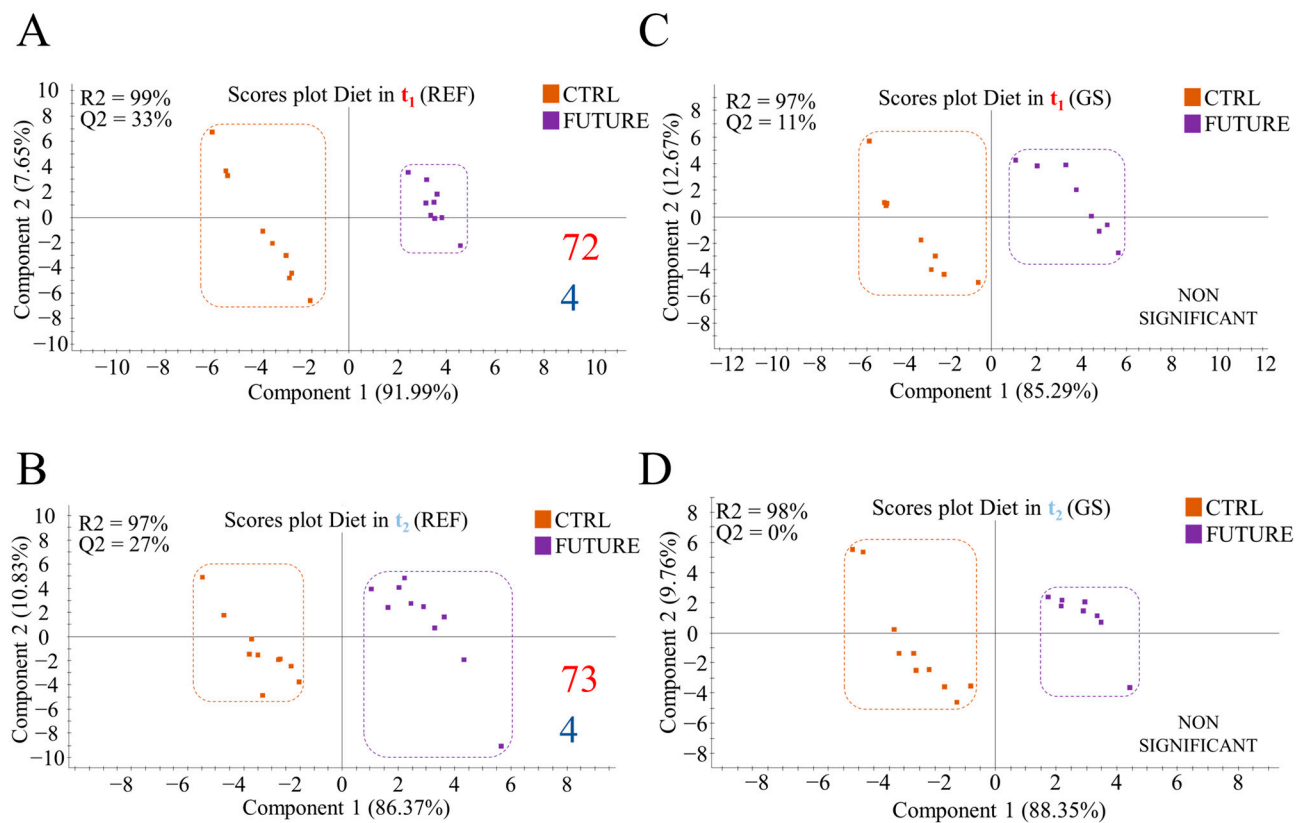 A
R2 = 99%
Q2 = 33%
Scores plot Diet in t1 (REF)
CTRL
FUTURE
Component 2 (7.65%)
10
8
6
4
2
0
−2
−4
−6
−8
−10
72
4
−10 −8 −6 −4 −2 0 2 4 6 8 10
Component 1 (91.99%)
C
R2 = 97%
Q2 = 11%
Scores plot Diet in t1 (GS)
CTRL
FUTURE
Component 2 (12.67%)
8
6
4
2
0
−2
−4
−6
−8
NON
SIGNIFICANT
−12 −10 −8 −6 −4 −2 0 2 4 6 8 10 12
Component 1 (85.29%)
B
R2 = 97%
Q2 = 27%
Scores plot Diet in t2 (REF)
CTRL
FUTURE
Component 2 (10.83%)
10
8
6
4
2
0
−2
−4
−6
−8
−10
73
4
−8 −6 −4 −2 0 2 4 6 8
Component 1 (86.37%)
D
R2 = 98%
Q2 = 0%
Scores plot Diet in t2 (GS)
CTRL
FUTURE
Component 2 (9.76%)
8
6
4
2
0
−2
−4
−6
−8
NON
SIGNIFICANT
−8 −6 −4 −2 0 2 4 6 8
Component 1 (88.35%)